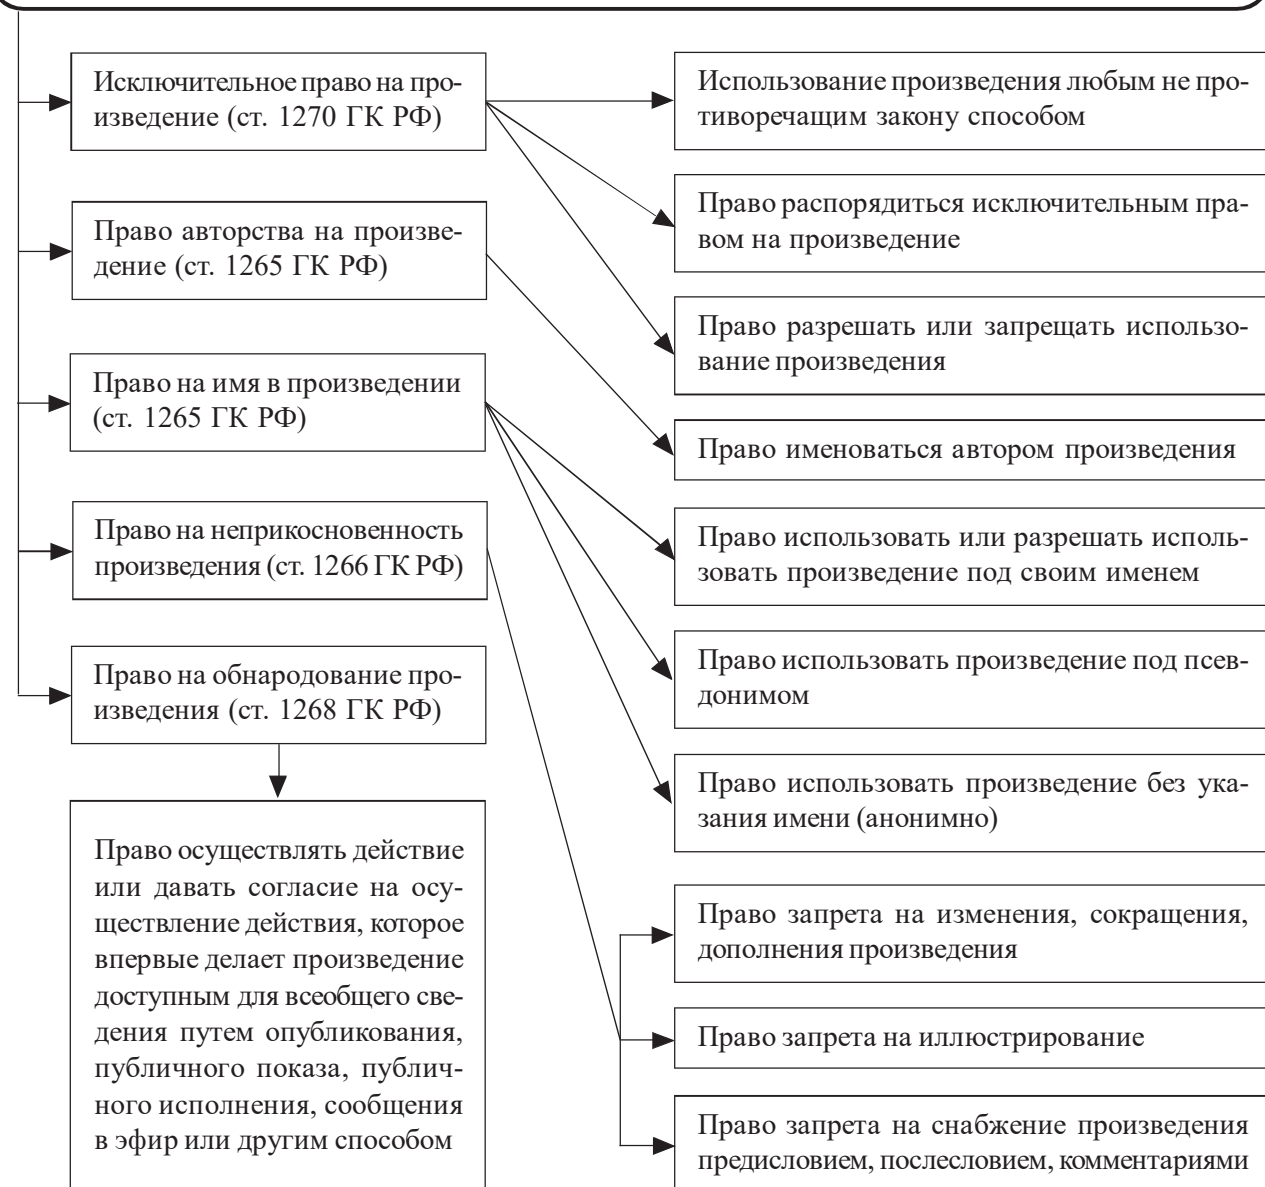 Исключительное право на про-
изведение (ст. 1270 ГК РФ)
Право авторства на произве-
дение (ст. 1265 ГК РФ)
Право на имя в произведении
(ст. 1265 ГК РФ)
Право на неприкосновенность
произведения (ст. 1266 ГК РФ)
Право на обнародование про-
изведения (ст. 1268 ГК РФ)
Право осуществлять действие
или давать согласие на осу-
ществление действия, которое
впервые делает произведение
доступным для всеобщего све-
дения путем опубликования,
публичного показа, публич-
ного исполнения, сообщения
в эфир или другим способом
Использование произведения любым не про-
тиворечащим закону способом
Право распорядиться исключительным пра-
вом на произведение
Право разрешать или запрещать использо-
вание произведения
Право именоваться автором произведения
Право использовать или разрешать исполь-
зовать произведение под своим именем
Право использовать произведение под псев-
донимом
Право использовать произведение без ука-
зания имени (анонимно)
Право запрета на изменения, сокращения,
дополнения произведения
Право запрета на иллюстрирование
Право запрета на снабжение произведения
предисловием, послесловием, комментариями